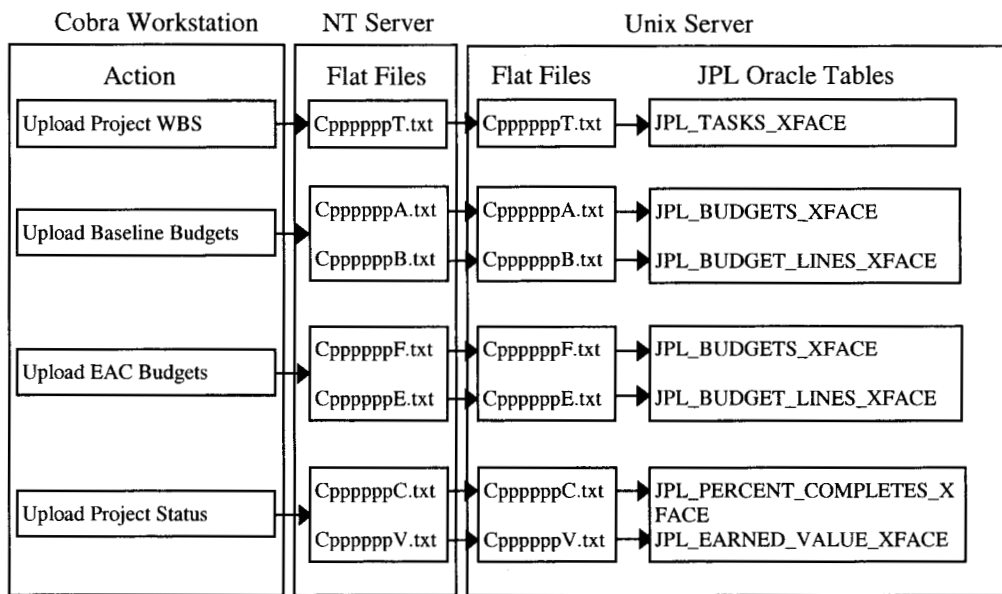 Cobra Workstation NT Server Unix Server
Action Flat Files Flat Files JPL Oracle Tables
Upload Project WBS CppppppT.txt CppppppT.txt JPL_TASKS_XFACE
CppppppA.txt CppppppA.txt JPL_BUDGETS_XFACE
Upload Baseline Budgets
CppppppB.txt CppppppB.txt JPL_BUDGET_LINES_XFACE
CppppppF.txt CppppppF.txt JPL_BUDGETS_XFACE
Upload EAC Budgets
CppppppE.txt CppppppE.txt JPL_BUDGET_LINES_XFACE
CppppppC.txt CppppppC.txt JPL_PERCENT_COMPLETES_X
Upload Project Status FACE
CppppppV.txt CppppppV.txt JPL_EARNED_VALUE_XFACE